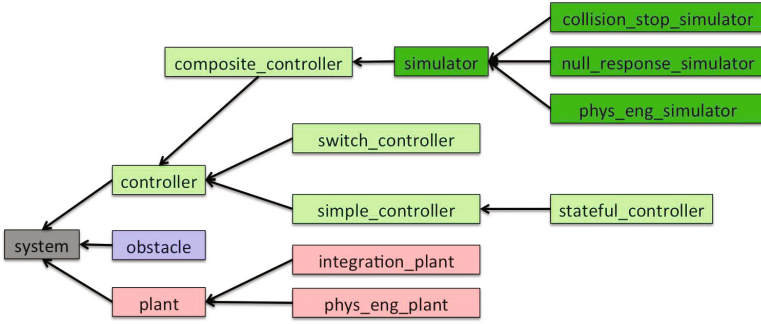 collision_stop_simulator
composite_controller
simulator
null_response_simulator
phys_eng_simulator
switch_controller
controller
simple_controller
stateful_controller
system
obstacle
integration_plant
plant
phys_eng_plant